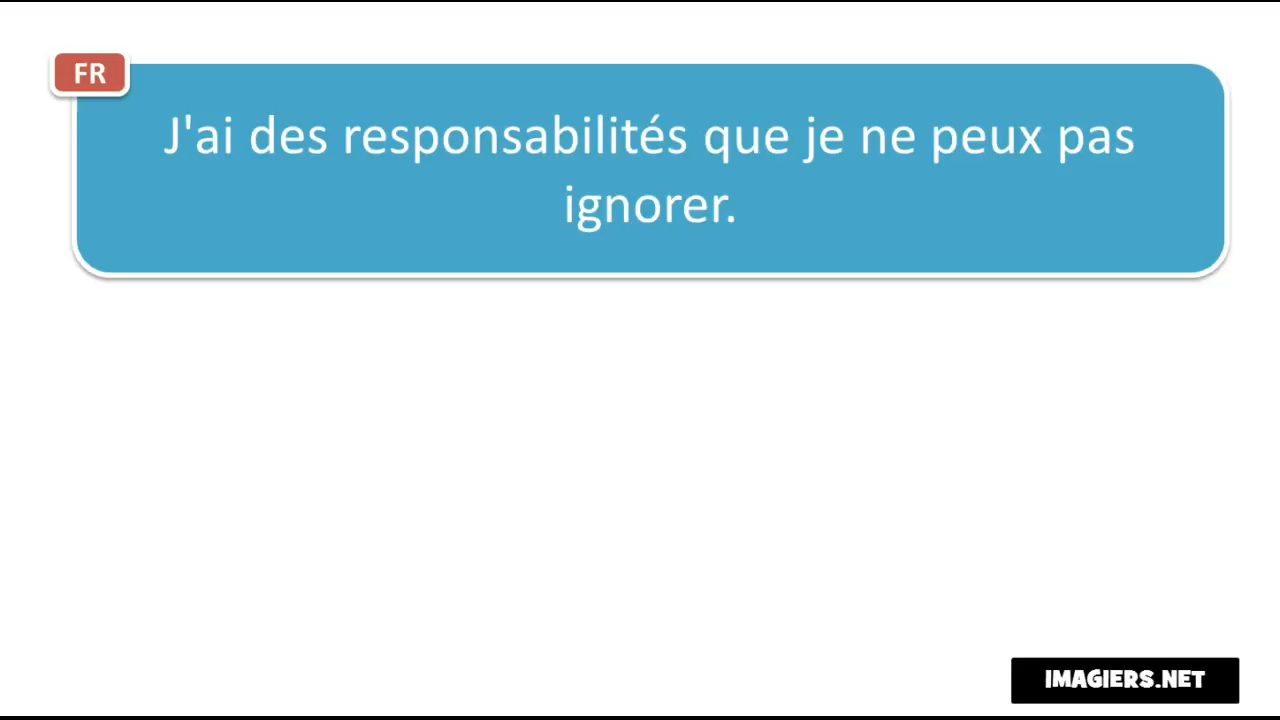 FR
J'ai des responsabilités que je ne peux pas
ignorer.
IMAGIERS.NET